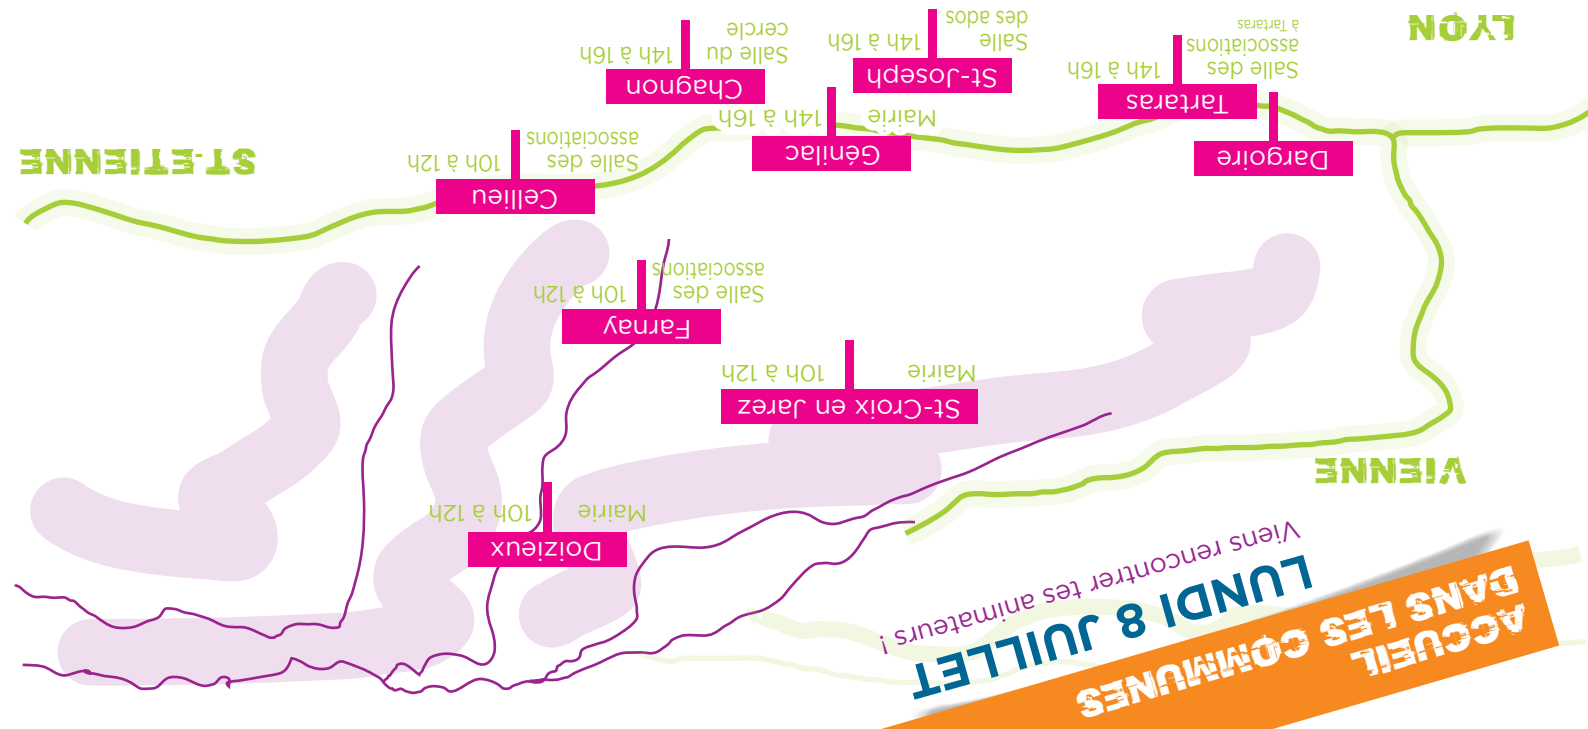 ACCUEIL
DANS LES COMMUNES
LUNDI 8 JUILLET
Viens rencontrer tes animateurs !
VIENNE
Doizieux
Mairie
10h à 12h
St-Croix en Jarez
Mairie
10h à 12h
Farnay
Salle des
associations
10h à 12h
ST-ETIENNE
Cellieu
Salle des
associations
10h à 12h
Dargoire
Génilac
Mairie
14h à 16h
Tartaras
Salle des
associations
à Tartaras
14h à 16h
Chagnon
Salle du
cercle
14h à 16h
St-Joseph
Salle
des ados
14h à 16h
LYON